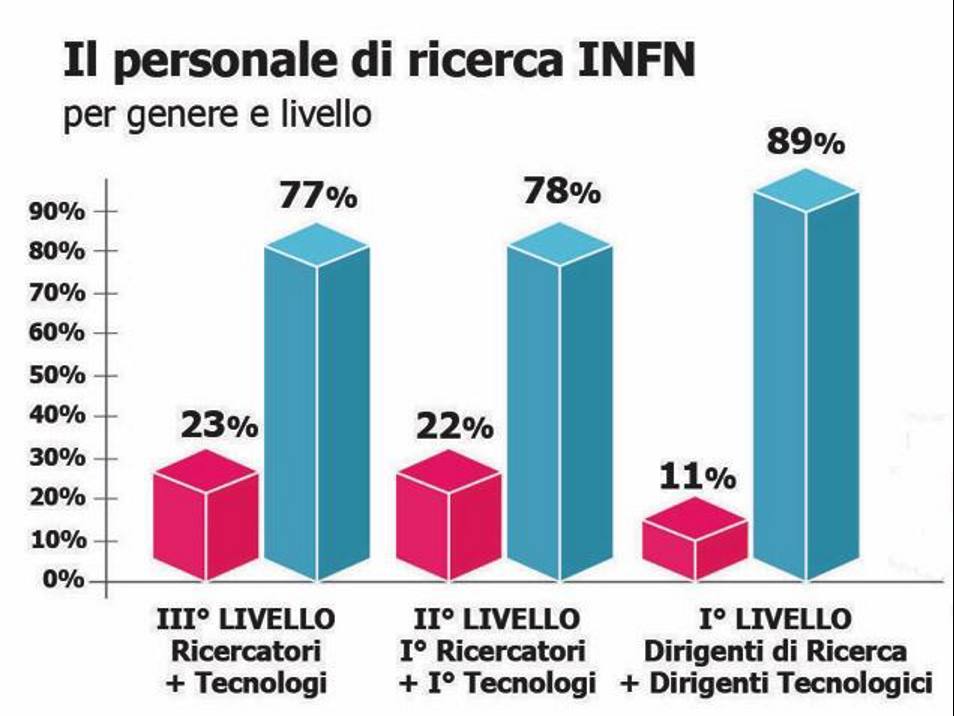 Il personale di ricerca INFN
per genere e livello
89%
77%
78%
90%
80%
70%
60%
50%
40%
30%
20%
10%
0%
23%
22%
11%
III° LIVELLO
Ricercatori
+ Tecnologi
II° LIVELLO
I° Ricercatori
+ I° Tecnologi
I° LIVELLO
Dirigenti di Ricerca
+ Dirigenti Tecnologici